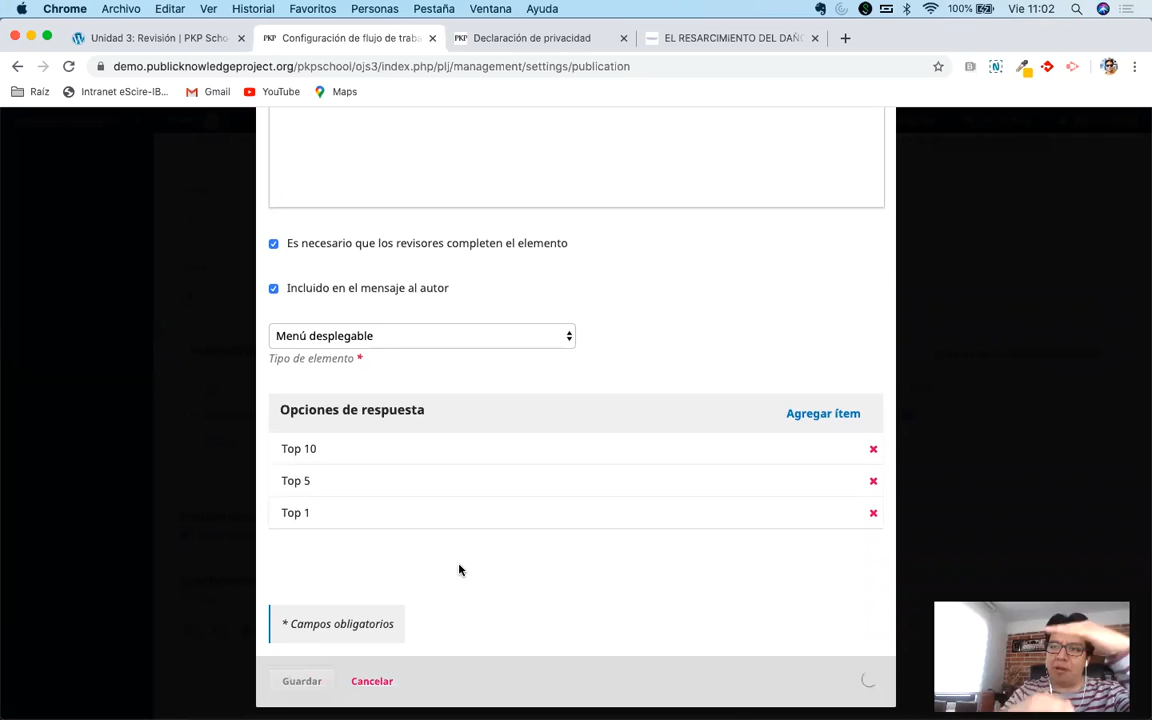 Chrome Archivo Editar Ver Historial Favoritos Personas Pestaña Ventana Ayuda 100% Vie 11:02
Unidad 3: Revisión | PKP Scho Configuración de flujo de traba PKP Declaración de privacidad EL RESARCIMIENTO DEL DAÑO
demo.publicknowledgeproject.org/pkpschool/ojs3/index.php/plj/management/settings/publication
Raíz Intranet eScire-IB... Gmail YouTube Maps
Es necesario que los revisores completen el elemento
Incluido en el mensaje al autor
Menú desplegable
Tipo de elemento *
Opciones de respuesta Agregar ítem
Top 10
Top 5
Top 1
* Campos obligatorios
Guardar Cancelar